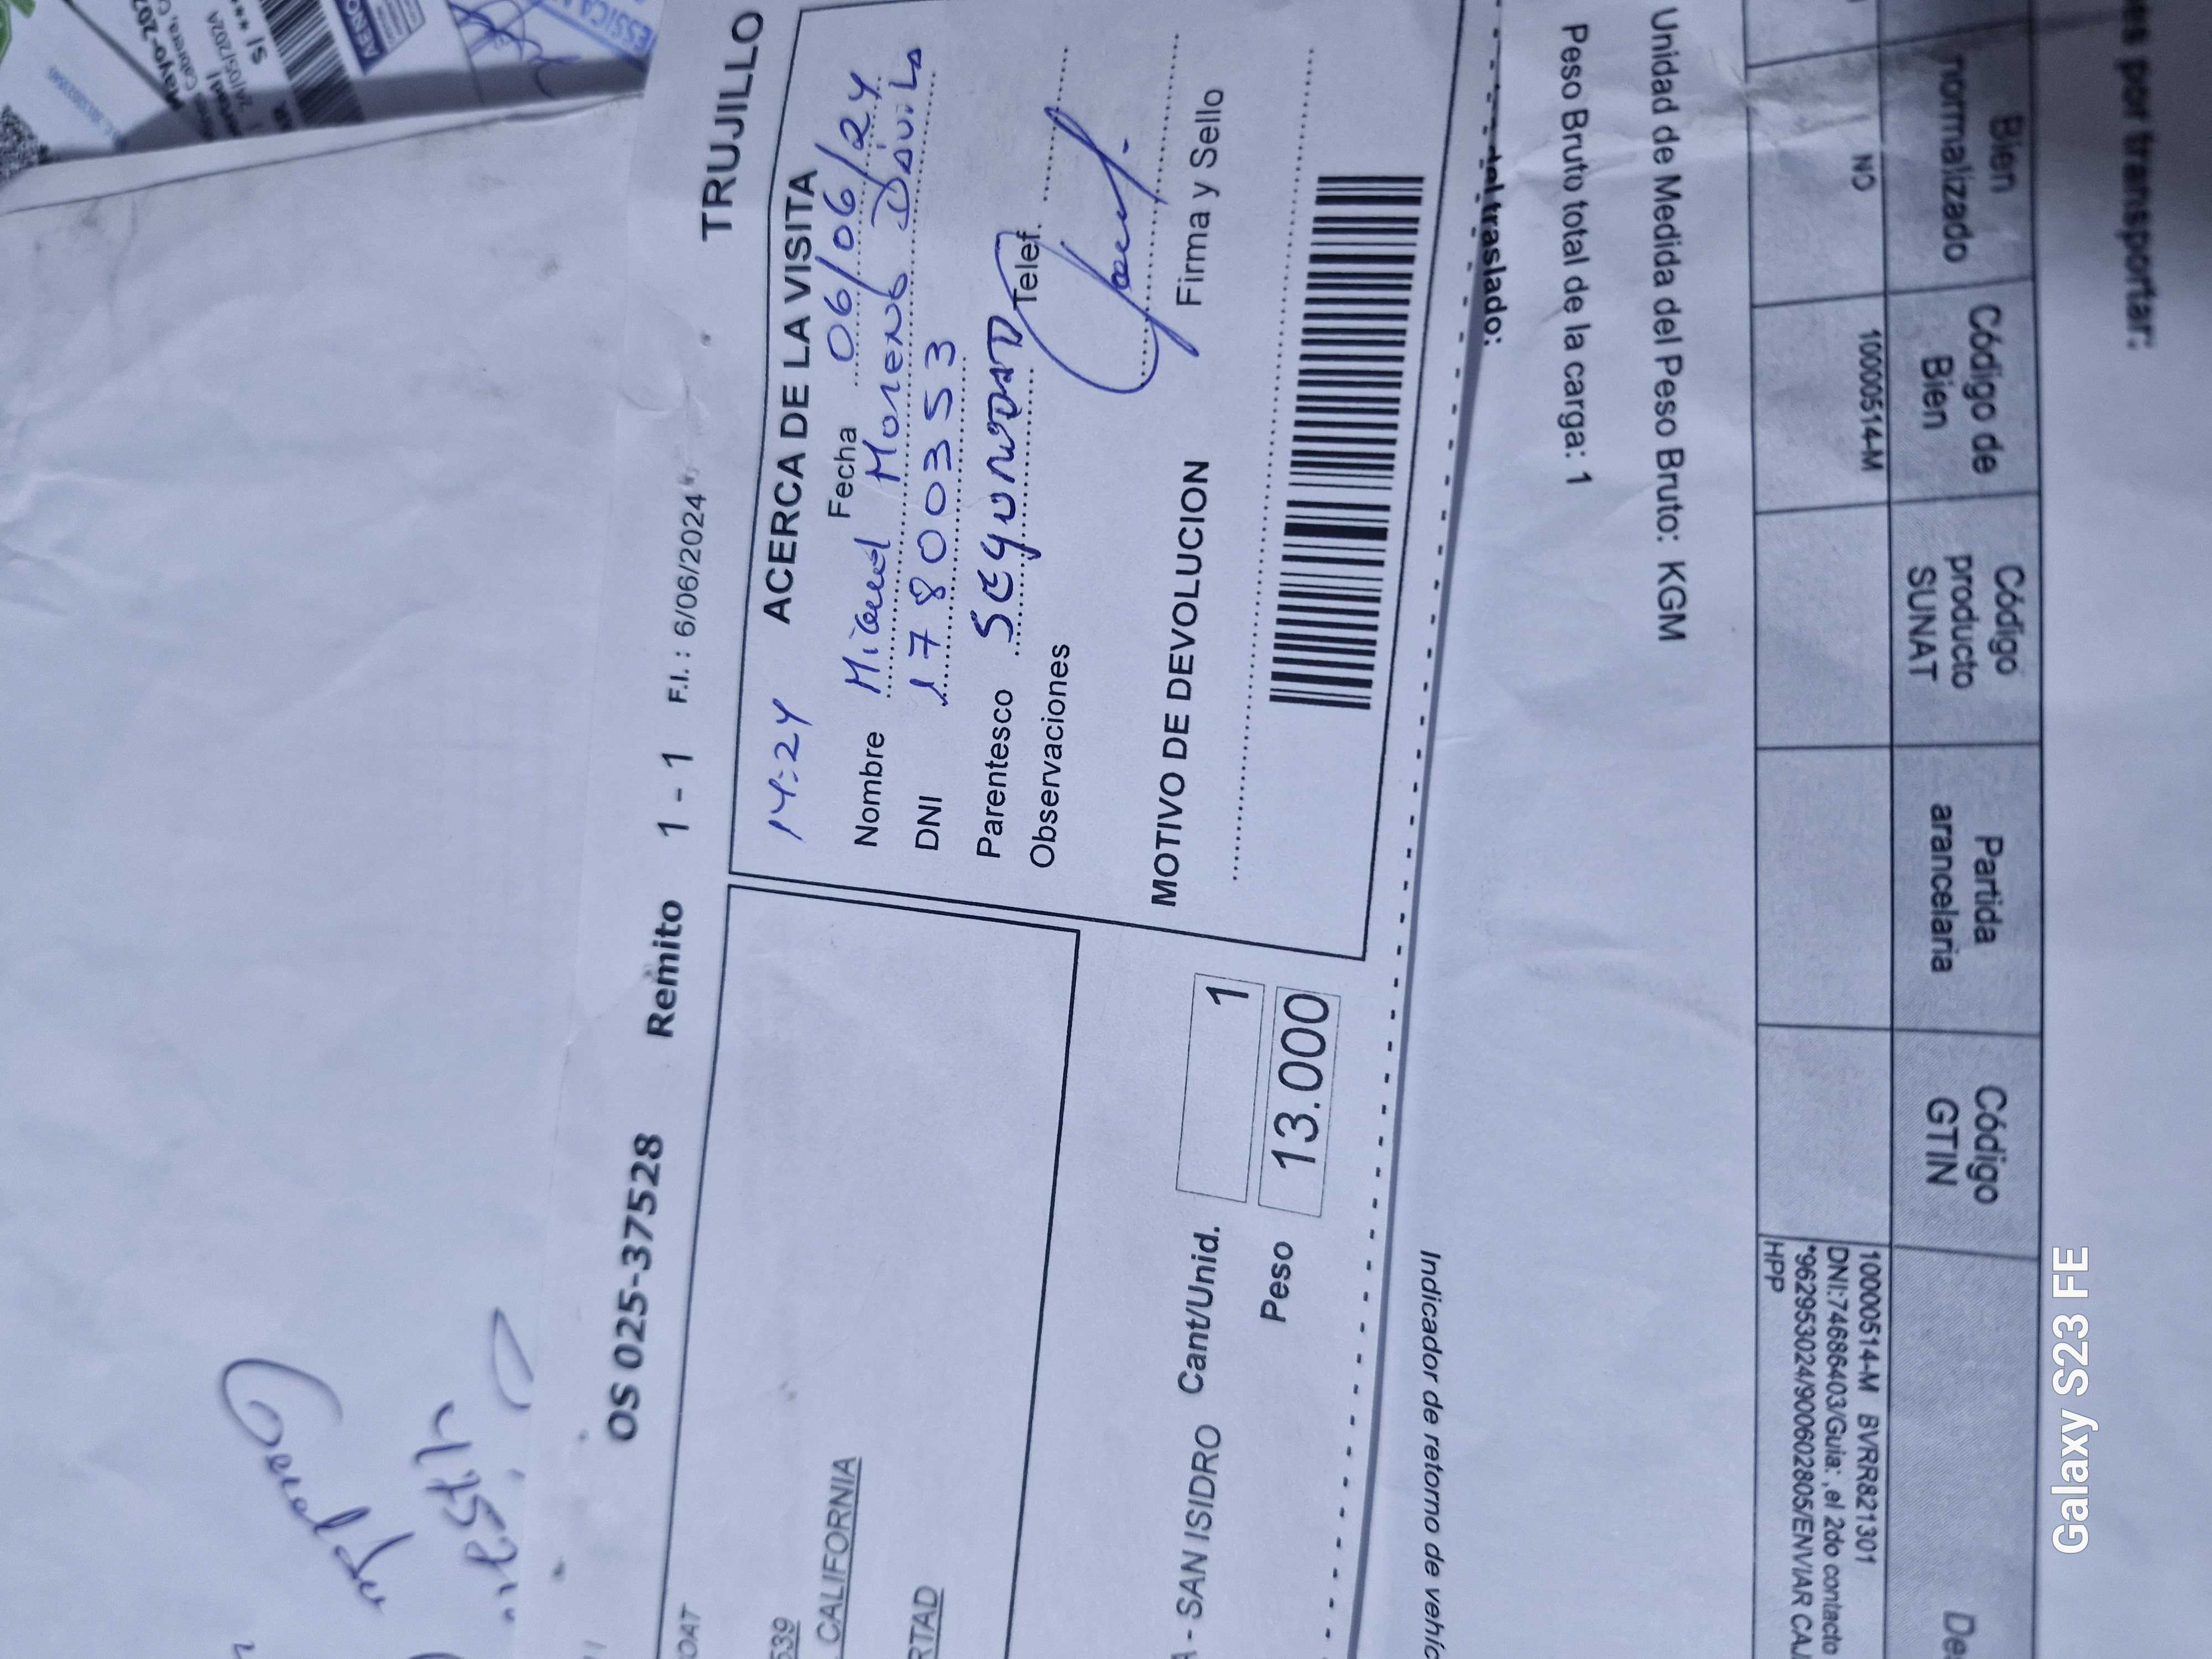 TRUJILLO
OS 025-37528 Remito 1 - 1 F.I. : 6/06/2024
14:24 ACERCA DE LA VISITA
Fecha 06/06/24
Nombre Miguel Moreno Dávila
DNI 17800353
Parentesco SEGURIDAD Telef.
Observaciones
Firma y Sello
MOTIVO DE DEVOLUCION
CALIFORNIA
- SAN ISIDRO Cant/Unid. 1
Peso 13.000
Indicador de retorno de vehíc
del traslado:
Peso Bruto total de la carga: 1
Unidad de Medida del Peso Bruto: KGM
es por transportar:
Bien normalizado
Código de Bien
Código producto SUNAT
Partida arancelaria
Código GTIN
De
NO
10000514-M
10000514-M BVRR821301
DNI:74686403/Guia: ,el 2do contacto
*962953024/900602805/ENVIAR CAJ
HPP
Galaxy S23 FE